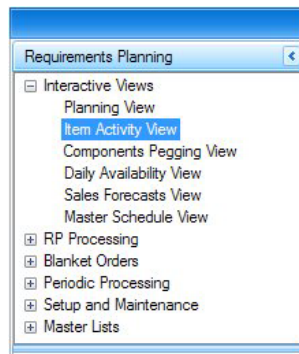 Requirements Planning
Interactive Views
Planning View
Item Activity View
Components Pegging View
Daily Availability View
Sales Forecasts View
Master Schedule View
RP Processing
Blanket Orders
Periodic Processing
Setup and Maintenance
Master Lists